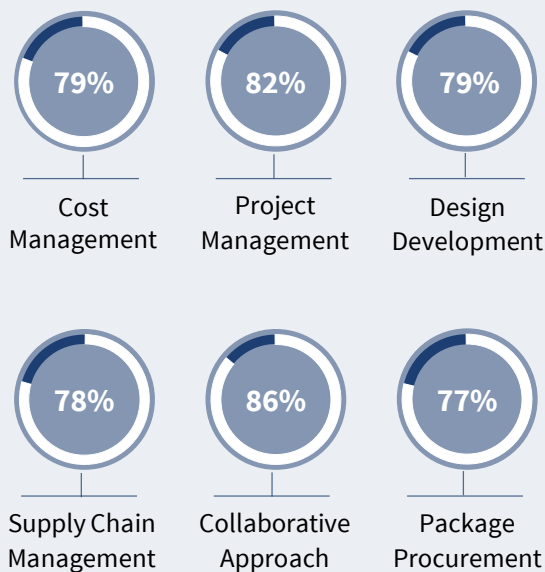 79%
82%
79%
Cost
Management
Project
Management
Design
Development
78%
86%
77%
Supply Chain
Management
Collaborative
Approach
Package
Procurement